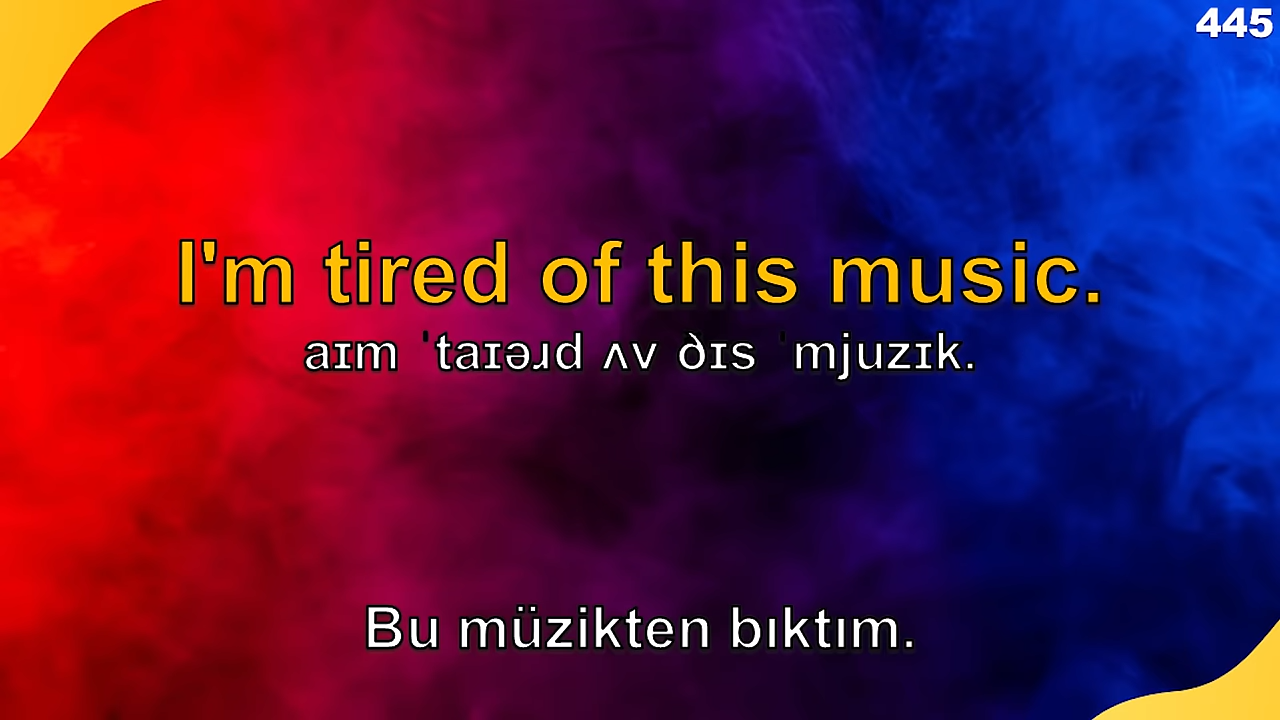 445
I'm tired of this music.
aɪm ˈtaɪəɹd ʌv ðɪs ˈmjuzɪk.
Bu müzikten bıktım.